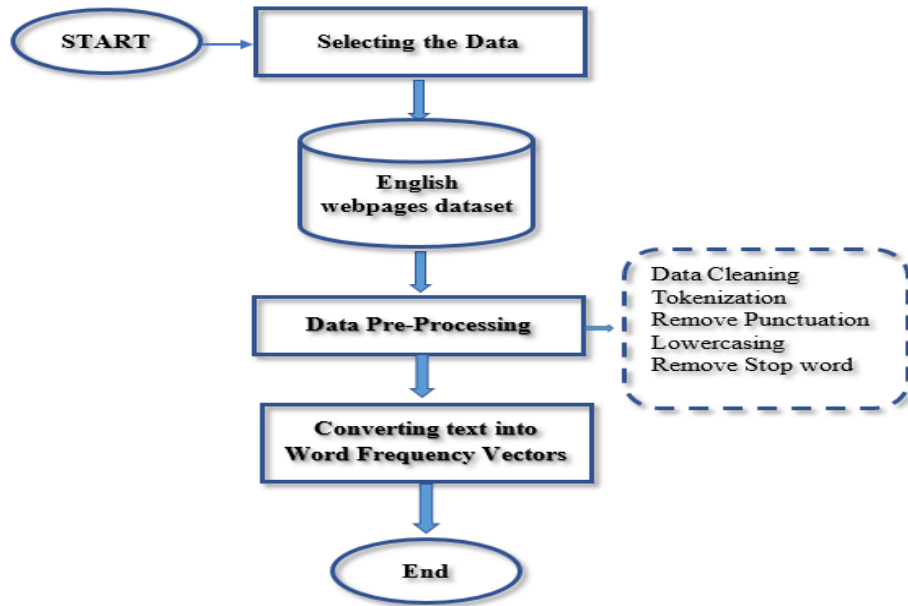 START
Selecting the Data
English
webpages dataset
Data Pre-Processing
Data Cleaning
Tokenization
Remove Punctuation
Lowercasing
Remove Stop word
Converting text into
Word Frequency Vectors
End